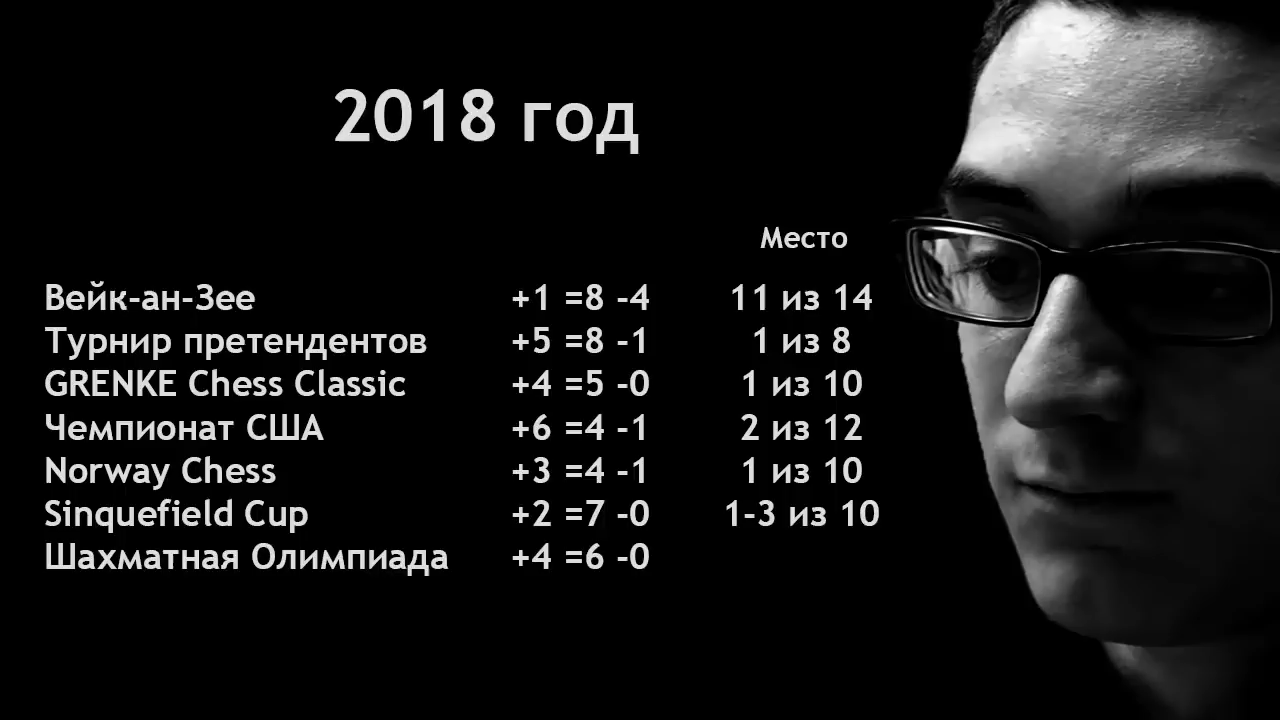 2018 год
Место
Вейк-ан-Зее +1 =8 -4 11 из 14
Турнир претендентов +5 =8 -1 1 из 8
GRENKE Chess Classic +4 =5 -0 1 из 10
Чемпионат США +6 =4 -1 2 из 12
Norway Chess +3 =4 -1 1 из 10
Sinquefield Cup +2 =7 -0 1-3 из 10
Шахматная Олимпиада +4 =6 -0